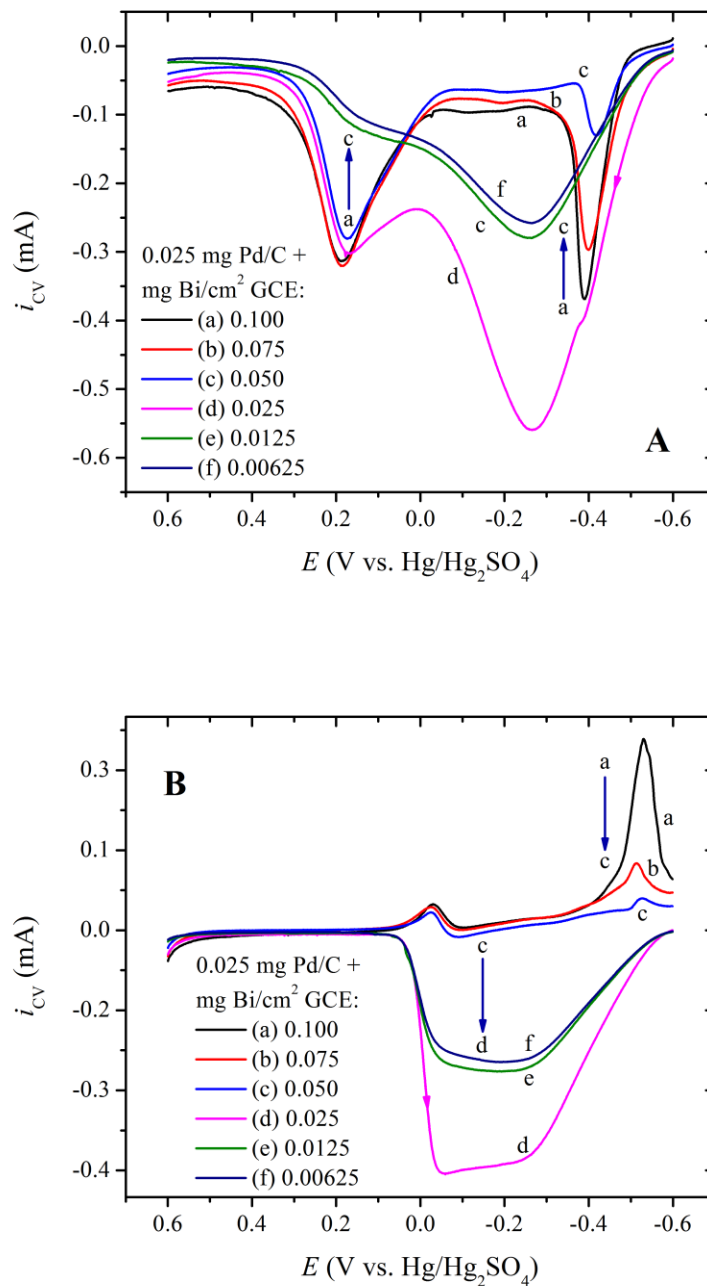 0.0
-0.1
-0.2
-0.3
-0.4
-0.5
-0.6
i_CV (mA)
c
a
c
b
a
f
c
d
c
a
0.025 mg Pd/C +
mg Bi/cm² GCE:
(a) 0.100
(b) 0.075
(c) 0.050
(d) 0.025
(e) 0.0125
(f) 0.00625
A
0.6 0.4 0.2 0.0 -0.2 -0.4 -0.6
E (V vs. Hg/Hg₂SO₄)
B
0.3
0.1
0.0
-0.2
-0.3
-0.4
i_CV (mA)
a
c
a
b
c
c
d
f
e
d
0.025 mg Pd/C +
mg Bi/cm² GCE:
(a) 0.100
(b) 0.075
(c) 0.050
(d) 0.025
(e) 0.0125
(f) 0.00625
0.6 0.4 0.2 0.0 -0.2 -0.4 -0.6
E (V vs. Hg/Hg₂SO₄)